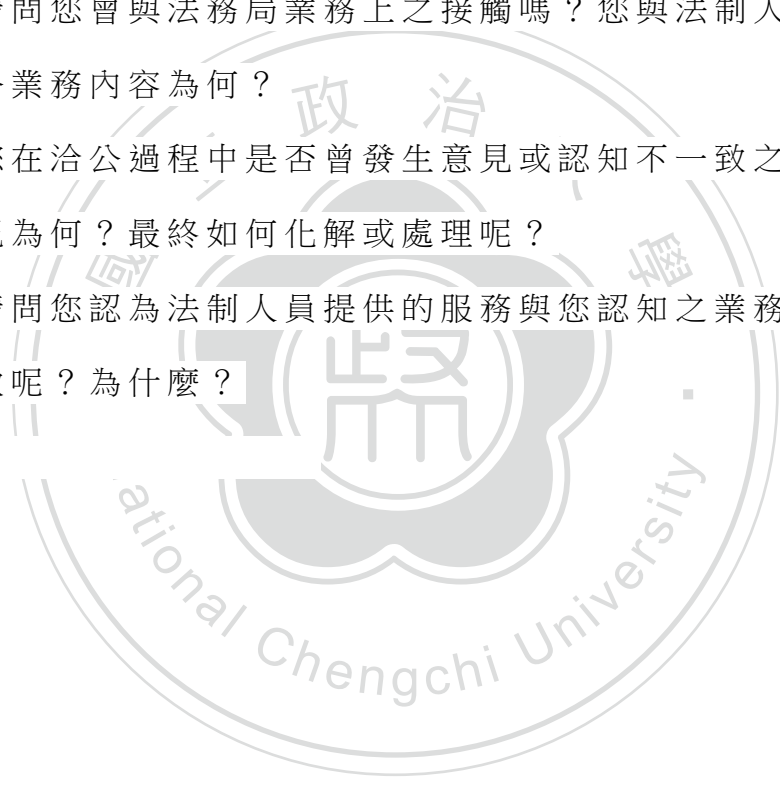 問您曾與法務局業務上之接觸嗎？您與法制人
業務內容為何？
在洽公過程中是否曾發生意見或認知不一致之
為何？最終如何化解或處理呢？
問您認為法制人員提供的服務與您認知之業務
呢？為什麼？
政治
國
學
ational Chengchi University